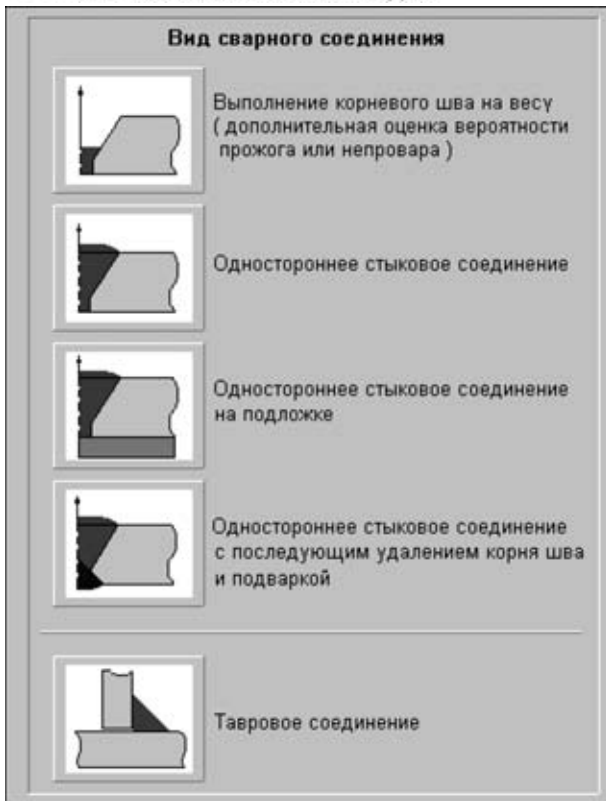 Вид сварного соединения
Выполнение корневого шва на весу
( дополнительная оценка вероятности
прожога или непровара )
Одностороннее стыковое соединение
Одностороннее стыковое соединение
на подложке
Одностороннее стыковое соединение
с последующим удалением корня шва
и подваркой
Тавровое соединение